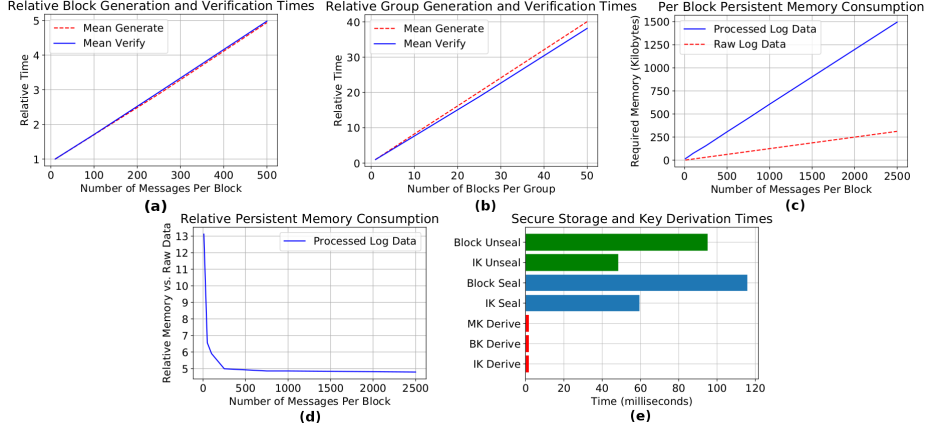 Relative Block Generation and Verification Times
5
4
3
2
1
Relative Time
Mean Generate
Mean Verify
0 100 200 300 400 500
Number of Messages Per Block
(a)
Relative Group Generation and Verification Times
40
30
20
10
0
Relative Time
Mean Generate
Mean Verify
0 10 20 30 40 50
Number of Blocks Per Group
(b)
Per Block Persistent Memory Consumption
1500
1250
1000
750
500
250
0
Required Memory (Kilobytes)
Processed Log Data
Raw Log Data
0 500 1000 1500 2000 2500
Number of Messages Per Block
(c)
Relative Persistent Memory Consumption
13
12
11
10
9
8
7
6
5
Relative Memory vs. Raw Data
Processed Log Data
0 500 1000 1500 2000 2500
Number of Messages Per Block
(d)
Secure Storage and Key Derivation Times
Block Unseal
IK Unseal
Block Seal
IK Seal
MK Derive
BK Derive
IK Derive
0 20 40 60 80 100 120
Time (milliseconds)
(e)